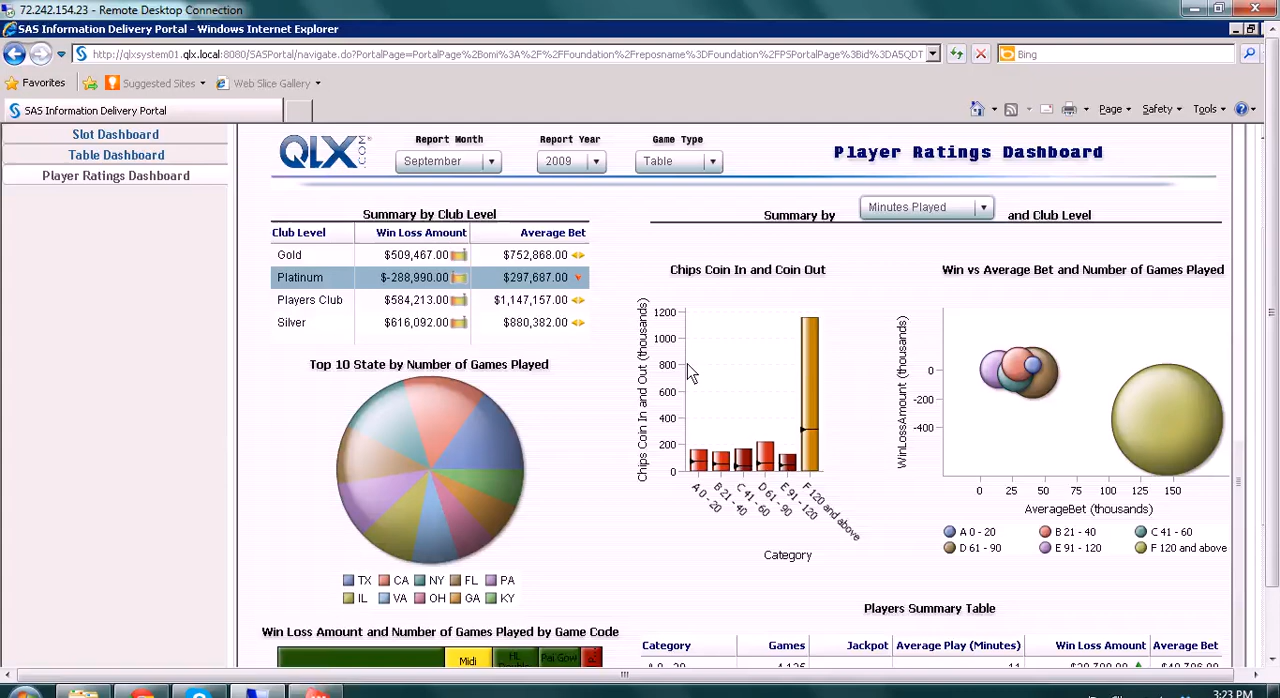 72.242.154.23 - Remote Desktop Connection
SAS Information Delivery Portal - Windows Internet Explorer
http://qlxsystem01.qlx.local:8080/SASPortal/navigate.do?PortalPage=PortalPage%2Bomi%3A%2F%2FFoundation%2Freposname%3DFoundation%2FPSPortalPage%3Bid%3DA5QDT
Bing
Favorites
Suggested Sites
Web Slice Gallery
SAS Information Delivery Portal
Page
Safety
Tools
Slot Dashboard
Table Dashboard
Player Ratings Dashboard
QLX.COM
Report Month
Report Year
Game Type
September
2009
Table
Player Ratings Dashboard
Summary by Club Level
Club Level Win Loss Amount Average Bet
Gold $509,467.00 $752,868.00
Platinum $-288,990.00 $297,687.00
Players Club $584,213.00 $1,147,157.00
Silver $616,092.00 $880,382.00
Summary by Minutes Played and Club Level
Top 10 State by Number of Games Played
TX CA NY FL PA
IL VA OH GA KY
Chips Coin In and Coin Out
Chips Coin In and Out (thousands)
1200
1000
800
600
400
200
0
A 0 - 20
B 21 - 40
C 41 - 60
D 61 - 90
E 91 - 120
F 120 and above
Category
Win vs Average Bet and Number of Games Played
WinLossAmount (thousands)
0
-200
-400
0 25 50 75 100 125 150
AverageBet (thousands)
A 0 - 20 B 21 - 40 C 41 - 60
D 61 - 90 E 91 - 120 F 120 and above
Win Loss Amount and Number of Games Played by Game Code
Midi
Pai Gow
Players Summary Table
Category Games Jackpot Average Play (Minutes) Win Loss Amount Average Bet
3:23 PM